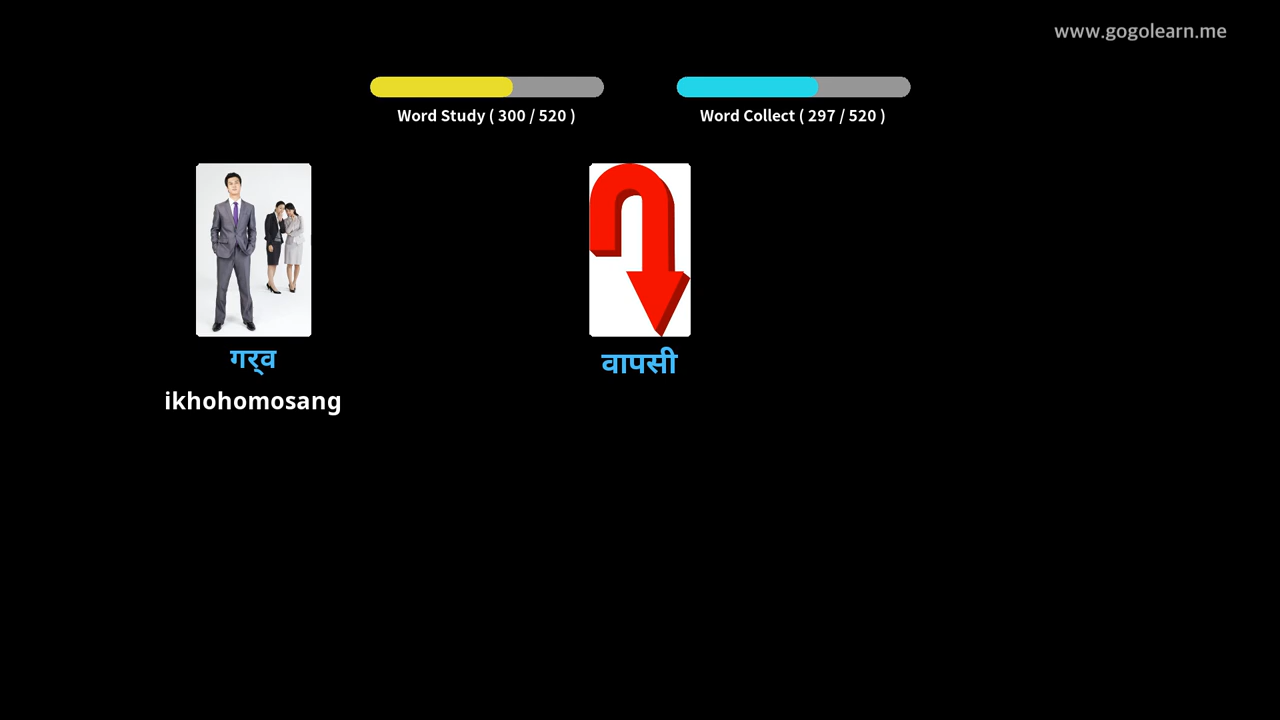 www.gogolearn.me
Word Study ( 300 / 520 )
Word Collect ( 297 / 520 )
गर्व
वापसी
ikhohomosang